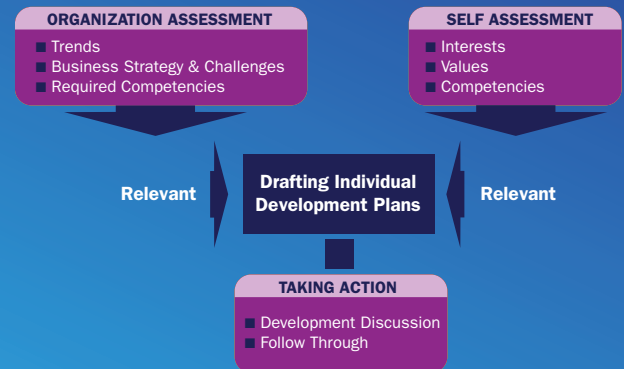 ORGANIZATION ASSESSMENT
■ Trends
■ Business Strategy & Challenges
■ Required Competencies
SELF ASSESSMENT
■ Interests
■ Values
■ Competencies
Relevant
Drafting Individual
Development Plans
Relevant
TAKING ACTION
■ Development Discussion
■ Follow Through